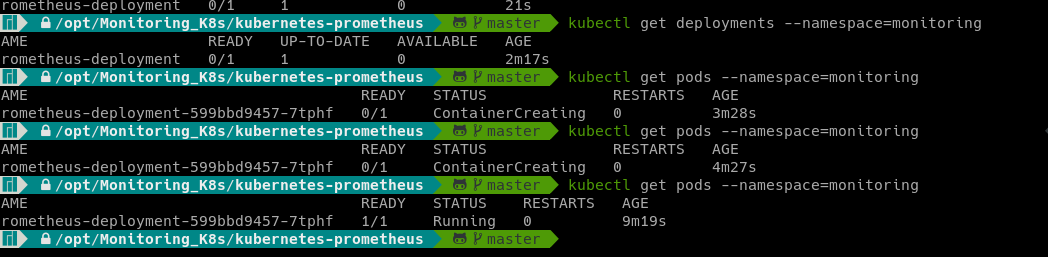 rometheus-deployment   0/1     1            0           21s
/opt/Monitoring_K8s/kubernetes-prometheus master kubectl get deployments --namespace=monitoring
AME                    READY   UP-TO-DATE   AVAILABLE   AGE
rometheus-deployment   0/1     1            0           2m17s
/opt/Monitoring_K8s/kubernetes-prometheus master kubectl get pods --namespace=monitoring
AME                                     READY   STATUS              RESTARTS   AGE
rometheus-deployment-599bbd9457-7tphf   0/1     ContainerCreating   0          3m28s
/opt/Monitoring_K8s/kubernetes-prometheus master kubectl get pods --namespace=monitoring
AME                                     READY   STATUS              RESTARTS   AGE
rometheus-deployment-599bbd9457-7tphf   0/1     ContainerCreating   0          4m27s
/opt/Monitoring_K8s/kubernetes-prometheus master kubectl get pods --namespace=monitoring
AME                                     READY   STATUS    RESTARTS   AGE
rometheus-deployment-599bbd9457-7tphf   1/1     Running   0          9m19s
/opt/Monitoring_K8s/kubernetes-prometheus master